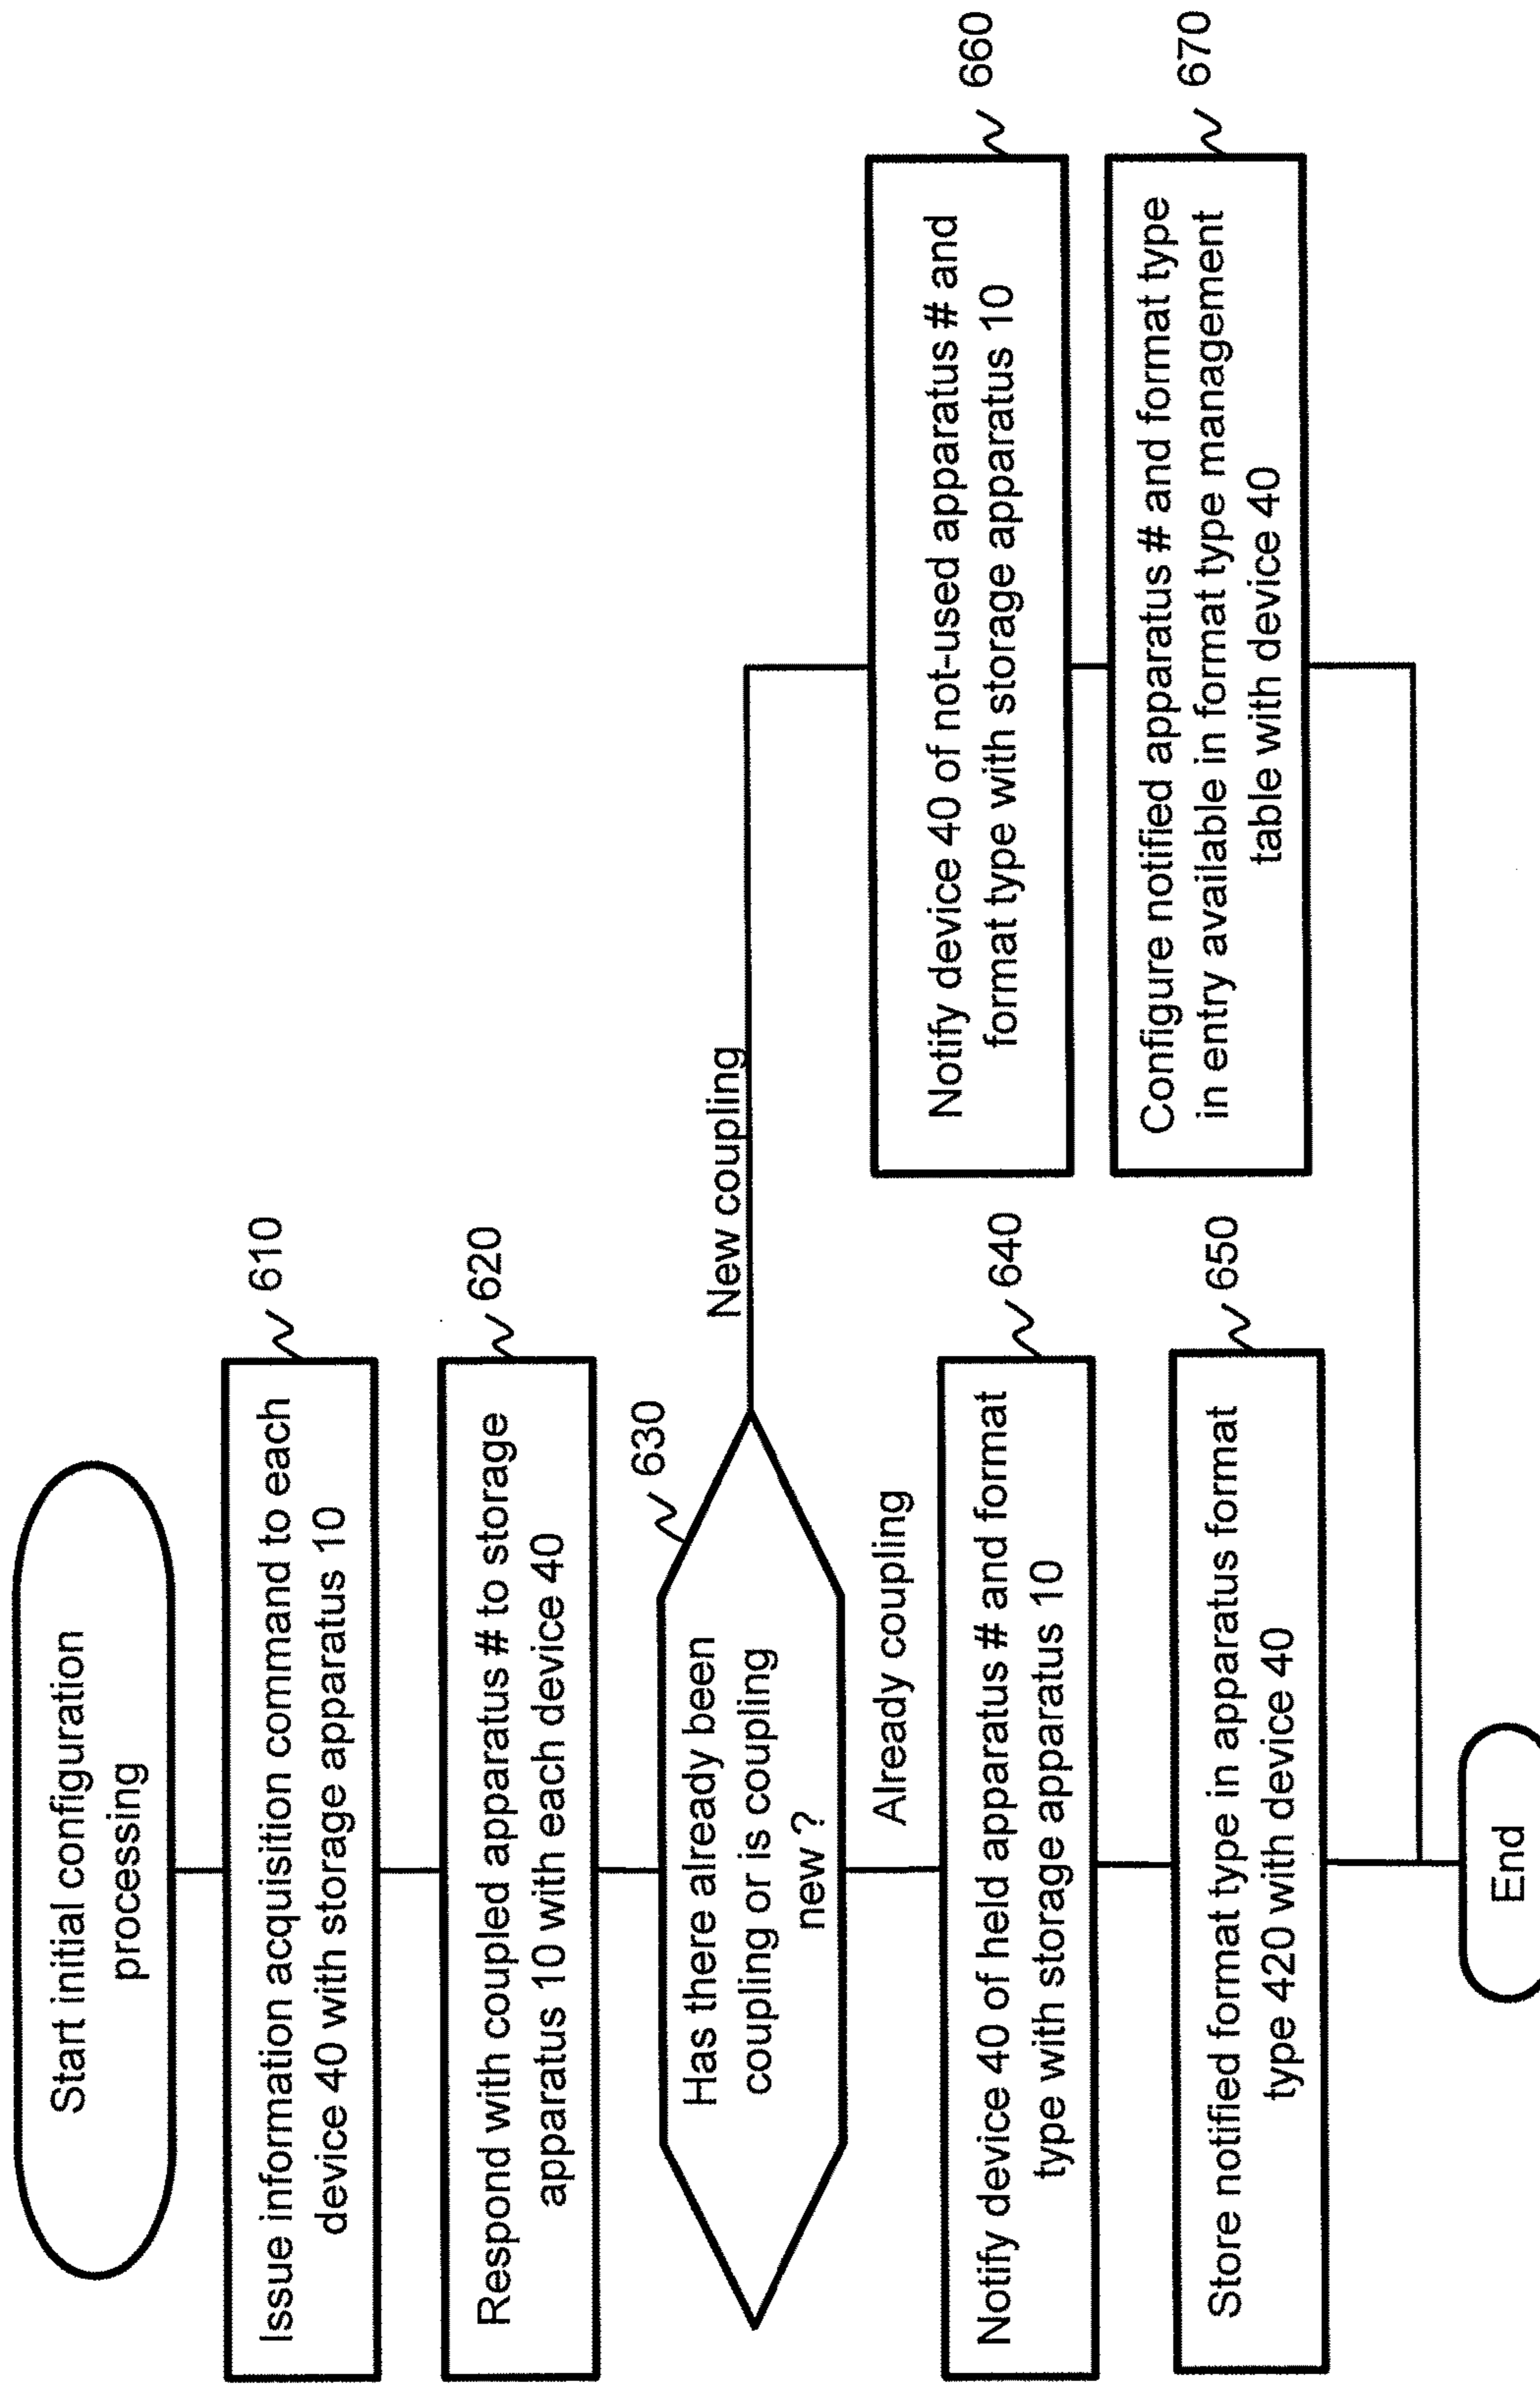 Start initial configuration
processing
610
Issue information acquisition command to each
device 40 with storage apparatus 10
620
Respond with coupled apparatus # to storage
apparatus 10 with each device 40
630
Has there already been
coupling or is coupling
new ?
New coupling
Already coupling
640
Notify device 40 of held apparatus # and format
type with storage apparatus 10
650
Store notified format type in apparatus format
type 420 with device 40
660
Notify device 40 of not-used apparatus # and
format type with storage apparatus 10
670
Configure notified apparatus # and format type
in entry available in format type management
table with device 40
End